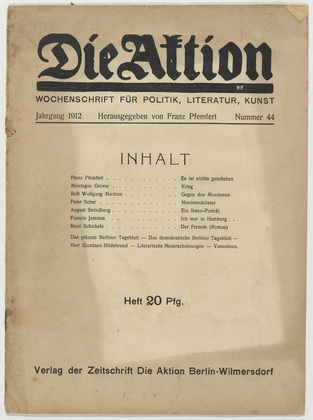 Die Aktion
WOCHENSCHRIFT FÜR POLITIK, LITERATUR, KUNST
Jahrgang 1912 Herausgegeben von Franz Pfemfert Nummer 44
INHALT
Franz Pfemfert . . . . . . . . . . . . Es ist nichts geschehen
Montague Grover . . . . . . . . . . . . Krieg
Rolf Wolfgang Martens . . . . . . . . . . . . Gegen den Monismus
Peter Scher . . . . . . . . . . . . Monistenklöster
August Strindberg . . . . . . . . . . . . Ein Ibsen-Porträt
Francis Jammes . . . . . . . . . . . . Ich war in Hamburg . . .
René Schickele . . . . . . . . . . . . Der Fremde (Roman)
Das pikante Berliner Tageblatt — Das demokratische Berliner Tageblatt —
Herr Giordano Hildebrand — Literarische Neuerscheinungen — Vornotizen.
Heft 20 Pfg.
Verlag der Zeitschrift Die Aktion Berlin-Wilmersdorf